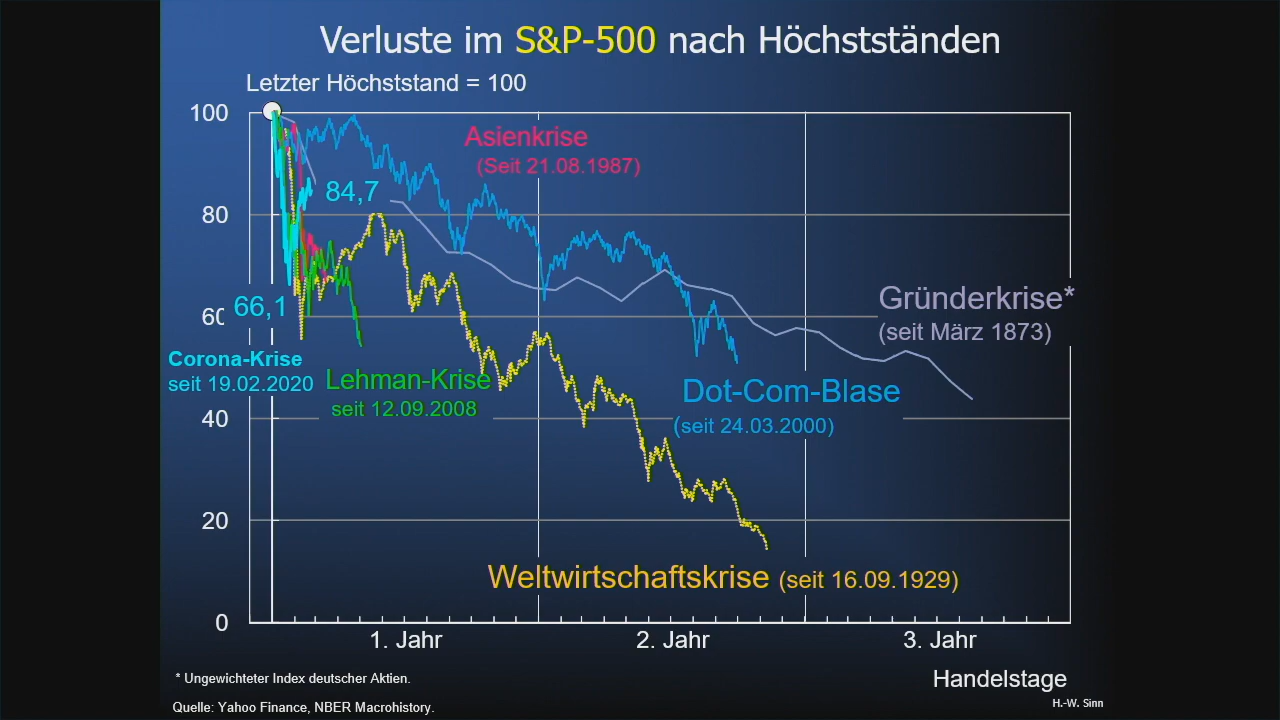 Verluste im S&P-500 nach Höchstständen
Letzter Höchststand = 100
100
80
60
40
20
0
Asienkrise
(Seit 21.08.1987)
84,7
66,1
Corona-Krise
seit 19.02.2020
Lehman-Krise
seit 12.09.2008
Gründerkrise*
(seit März 1873)
Dot-Com-Blase
(seit 24.03.2000)
Weltwirtschaftskrise (seit 16.09.1929)
1. Jahr
2. Jahr
3. Jahr
Handelstage
* Ungewichteter Index deutscher Aktien.
H.-W. Sinn
Quelle: Yahoo Finance, NBER Macrohistory.